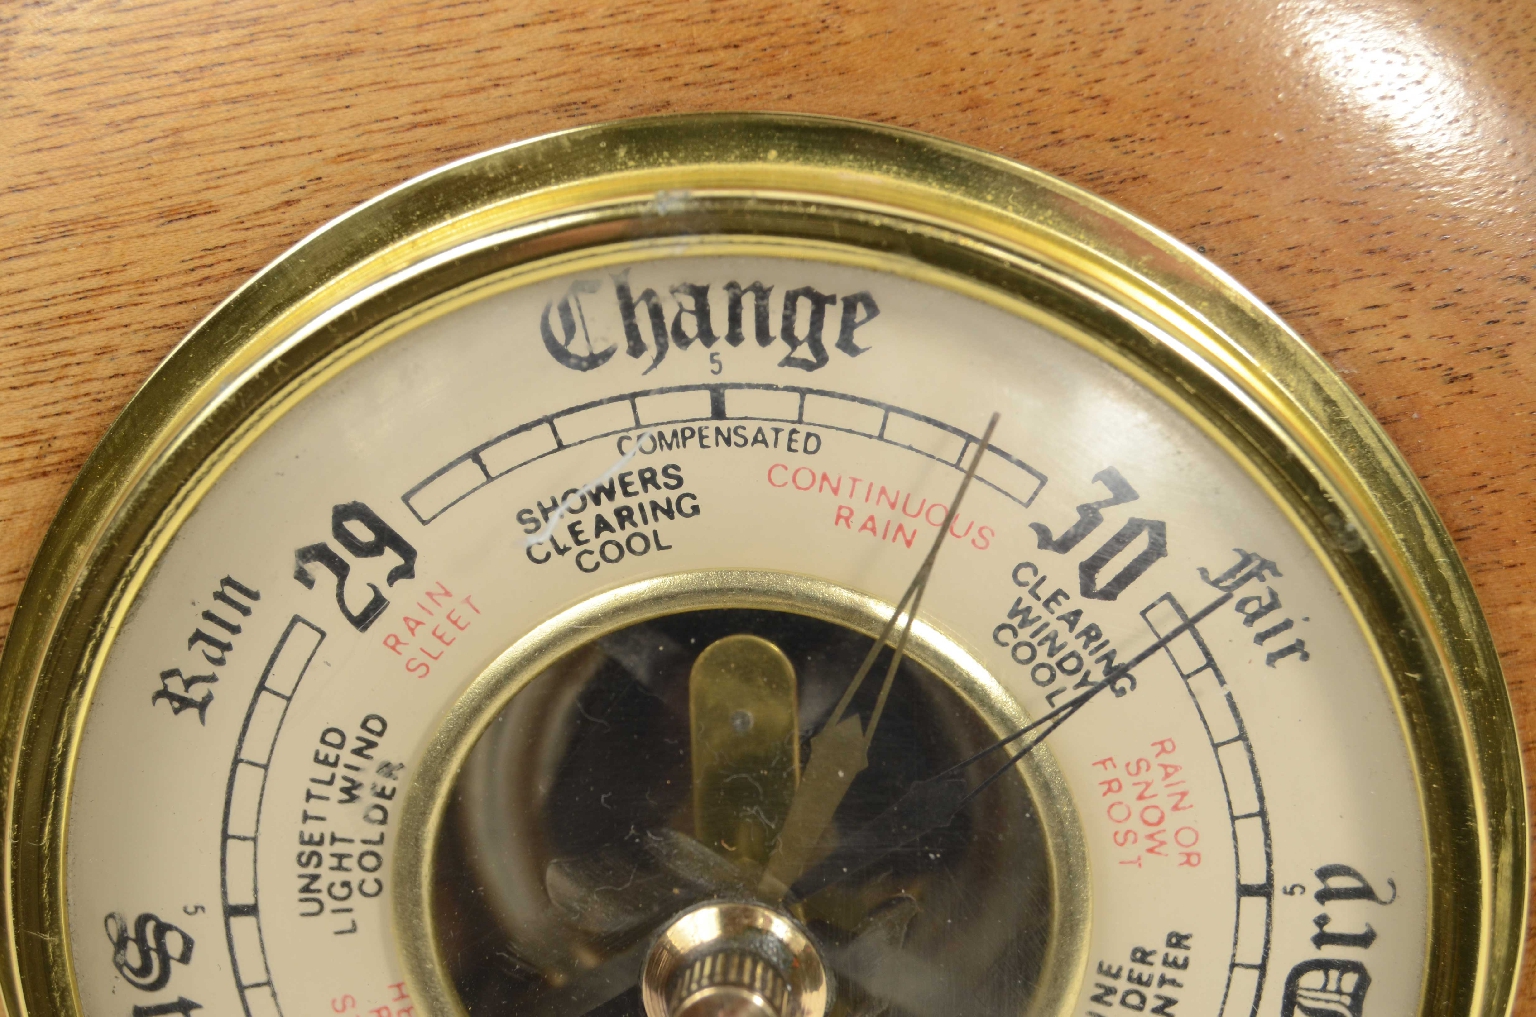 Change
5
COMPENSATED
29
30
Rain
Fair
SHOWERS
CLEARING
COOL
CONTINUOUS
RAIN
RAIN
SLEET
CLEARING
WINDY
COOL
UNSETTLED
LIGHT WIND
COLDER
RAIN OR
SNOW
FROST
5
5
Dry